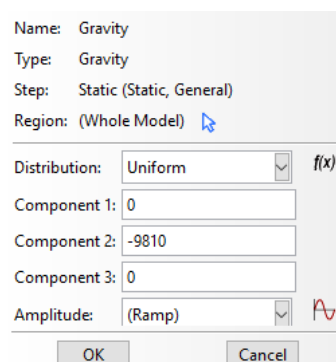 Name: Gravity
Type: Gravity
Step: Static (Static, General)
Region: (Whole Model)
Distribution: Uniform f(x)
Component 1: 0
Component 2: -9810
Component 3: 0
Amplitude: (Ramp)
OK Cancel